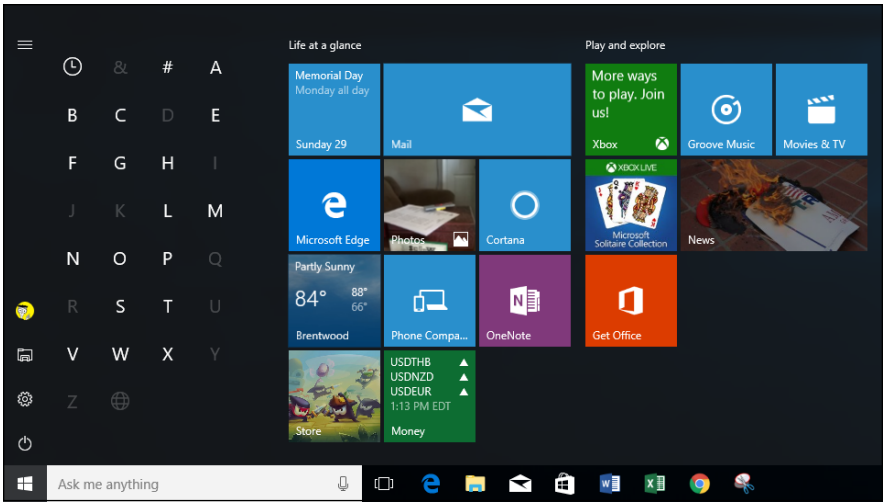 Life at a glance
Play and explore
& # A
B C D E
F G H I
J K L M
N O P Q
R S T U
V W X Y
Z
Memorial Day
Monday all day
Sunday 29
Mail
More ways
to play. Join
us!
Xbox
Groove Music
Movies & TV
Microsoft Edge
Photos
Cortana
XBOX LIVE
Microsoft
Solitaire Collection
News
Partly Sunny
84° 88°
66°
Brentwood
Phone Compa...
OneNote
Get Office
Store
USDTHB ▲
USDNZD ▲
USDEUR ▲
1:13 PM EDT
Money
Ask me anything